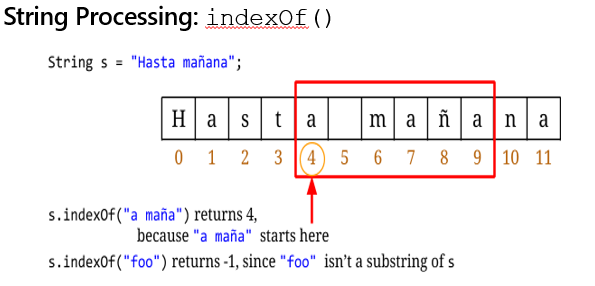 String Processing: indexOf()
String s = "Hasta mañana";
H a s t a m a ñ a n a
0 1 2 3 4 5 6 7 8 9 10 11
s.indexOf("a maña") returns 4,
because "a maña" starts here
s.indexOf("foo") returns -1, since "foo" isn’t a substring of s